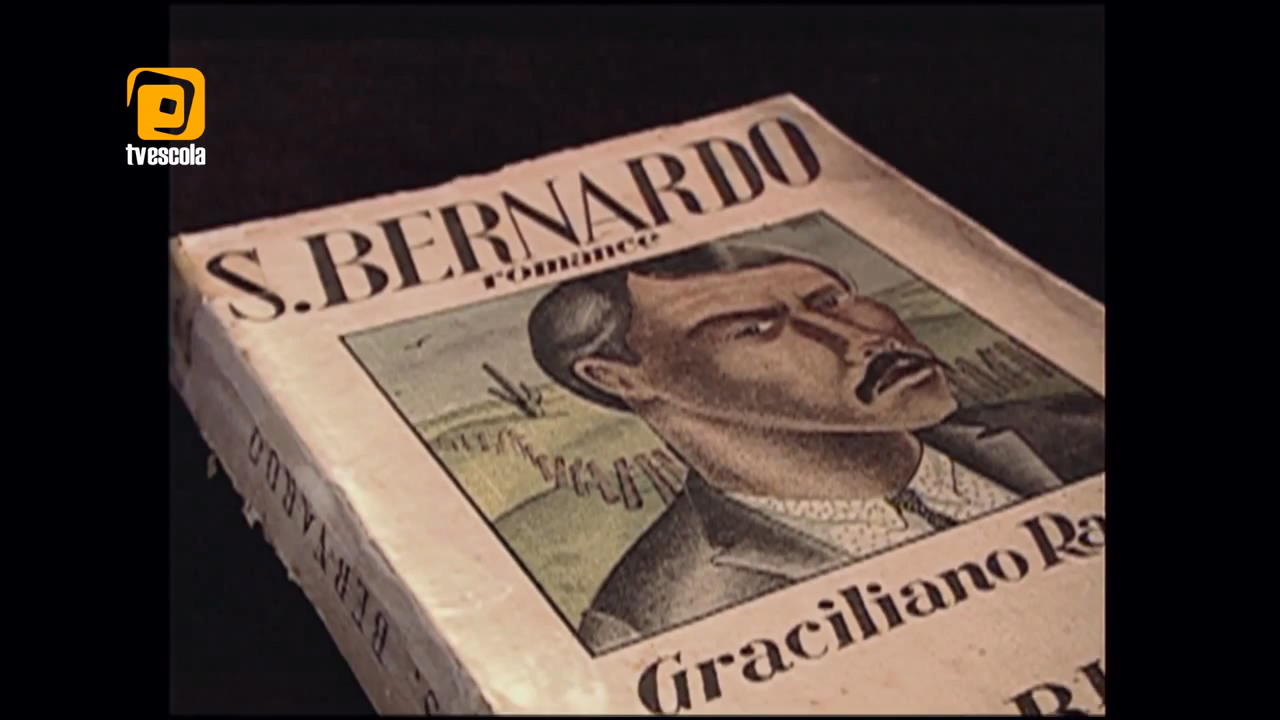 tvescola
S.BERNARDO
romance
Graciliano Ra
S. BERNARDO